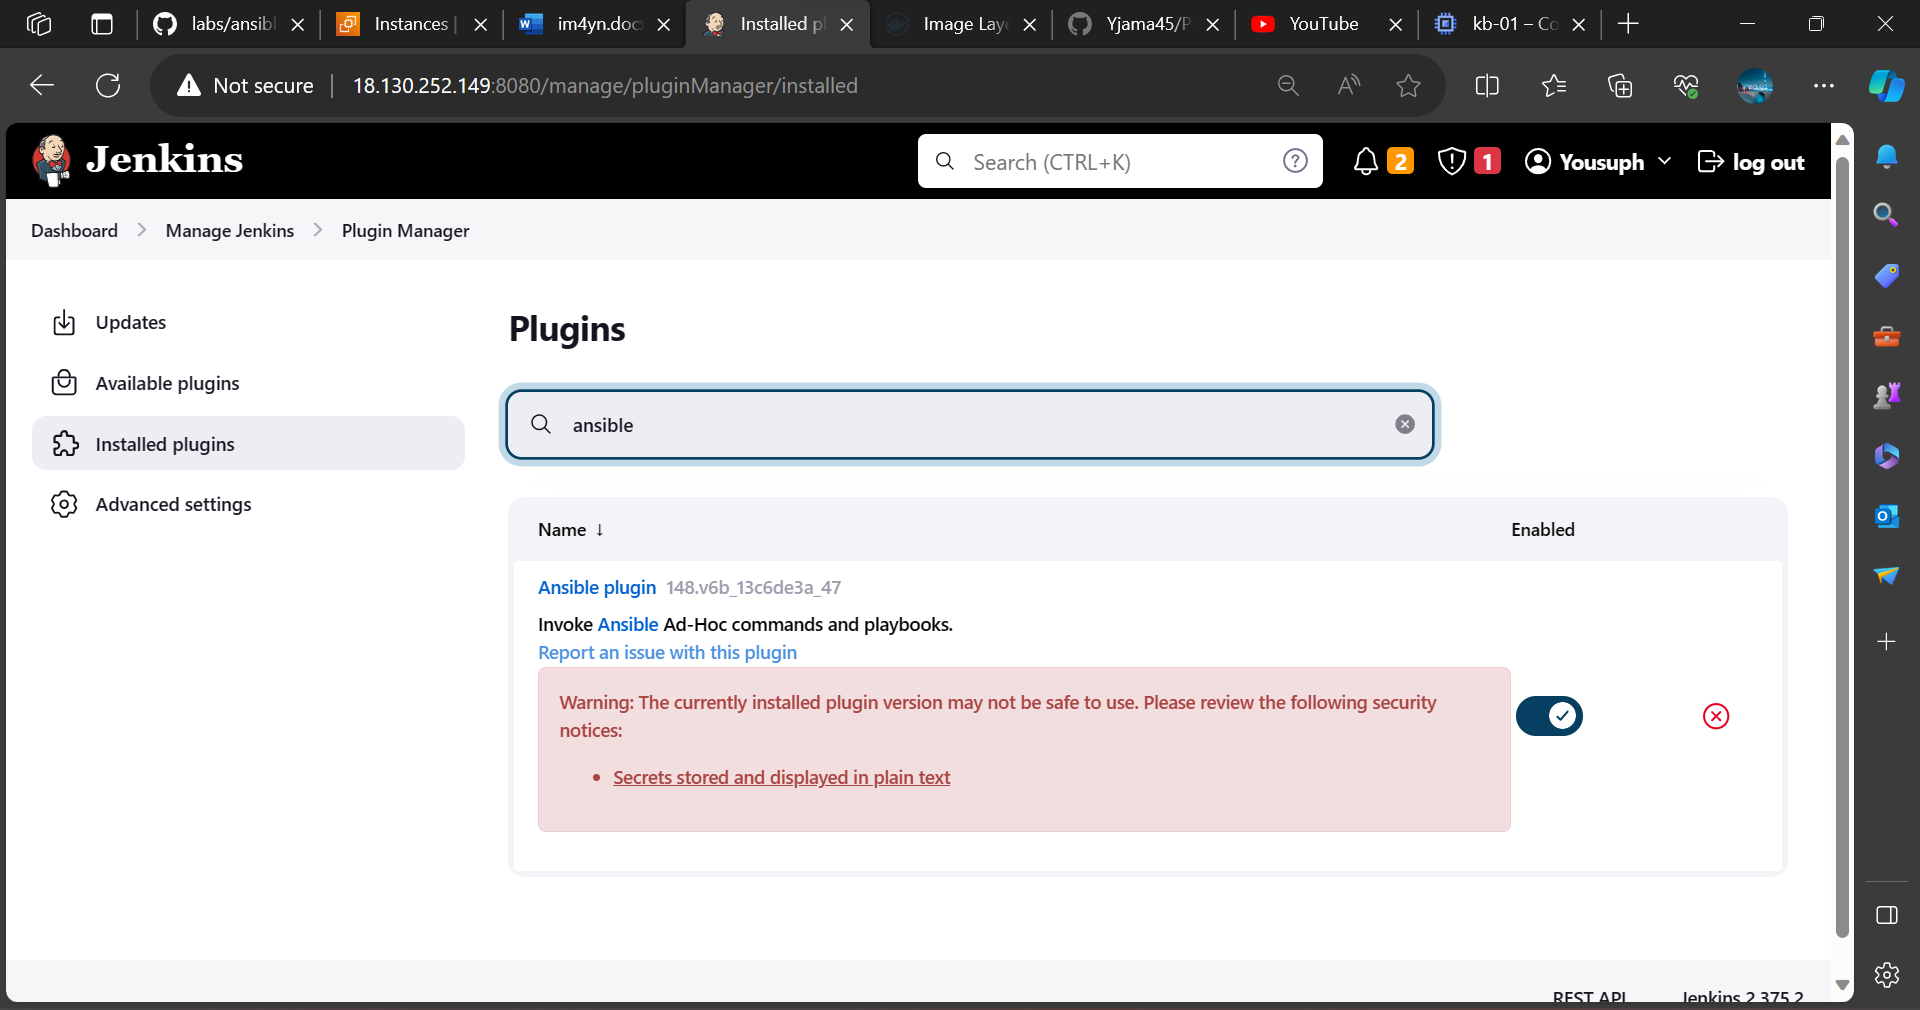 labs/ansibl
Instances |
im4yn.doc
Installed pl
Image Laye
Yjama45/P
YouTube
kb-01 – Co
Not secure
18.130.252.149:8080/manage/pluginManager/installed
Jenkins
Search (CTRL+K)
2
1
Yousuph
log out
Dashboard
Manage Jenkins
Plugin Manager
Updates
Available plugins
Installed plugins
Advanced settings
Plugins
ansible
Name ↓
Enabled
Ansible plugin 148.v6b_13c6de3a_47
Invoke Ansible Ad-Hoc commands and playbooks.
Report an issue with this plugin
Warning: The currently installed plugin version may not be safe to use. Please review the following security
notices:
• Secrets stored and displayed in plain text
REST API
Jenkins 2.375.2